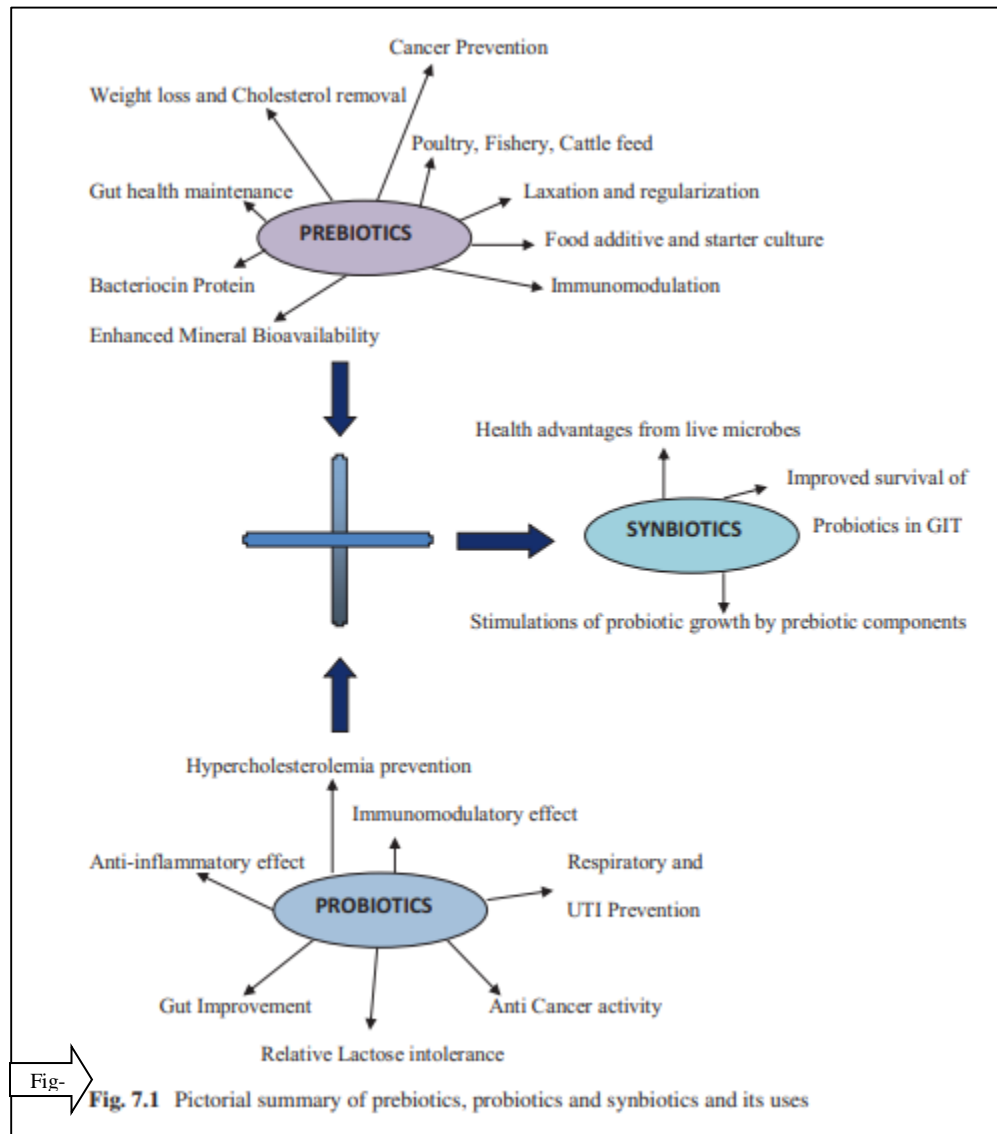 Cancer Prevention
Weight loss and Cholesterol removal
Poultry, Fishery, Cattle feed
Gut health maintenance
Laxation and regularization
PREBIOTICS
Food additive and starter culture
Bacteriocin Protein
Immunomodulation
Enhanced Mineral Bioavailability
Health advantages from live microbes
Improved survival of
Probiotics in GIT
SYNBIOTICS
Stimulations of probiotic growth by prebiotic components
Hypercholesterolemia prevention
Immunomodulatory effect
Anti-inflammatory effect
Respiratory and
UTI Prevention
PROBIOTICS
Gut Improvement
Anti Cancer activity
Relative Lactose intolerance
Fig-
Fig. 7.1 Pictorial summary of prebiotics, probiotics and synbiotics and its uses